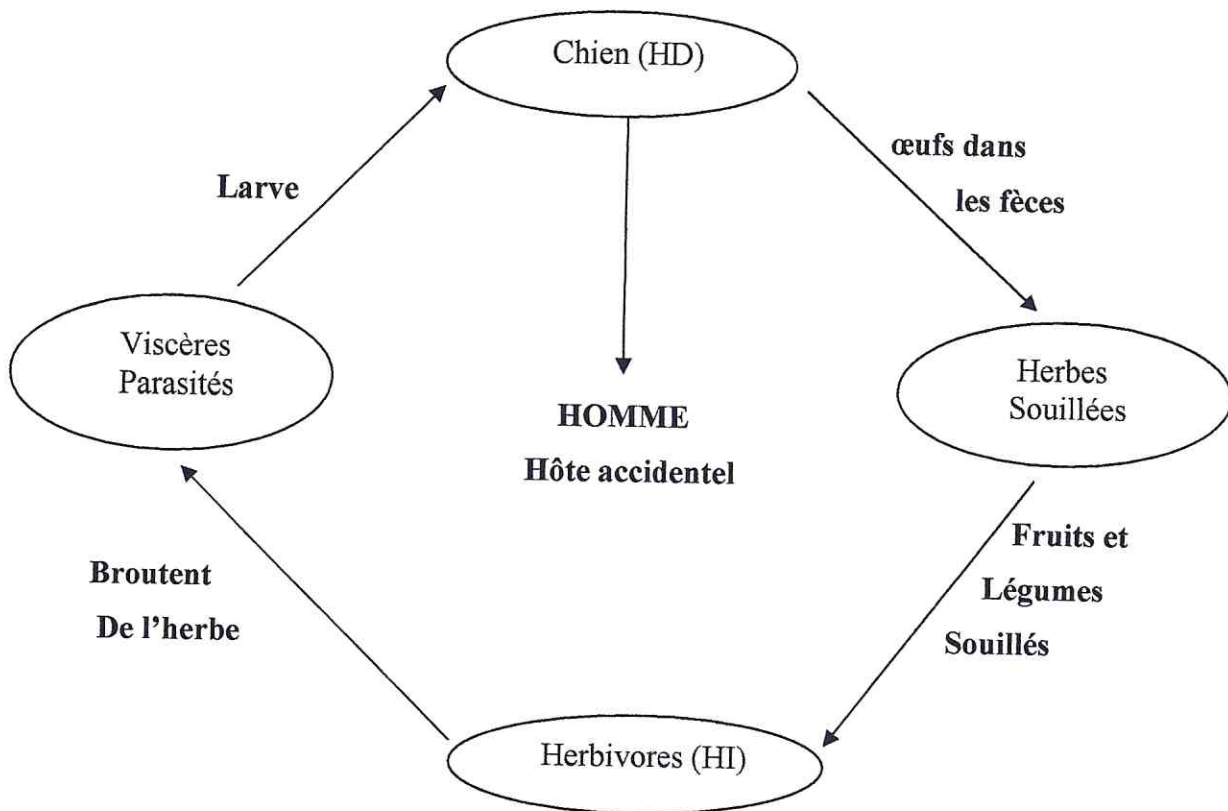 Chien (HD)
œufs dans
les fèces
Larve
Viscères
Parasités
Herbes
Souillées
HOMME
Hôte accidentel
Fruits et
Légumes
Souillés
Broutent
De l’herbe
Herbivores (HI)